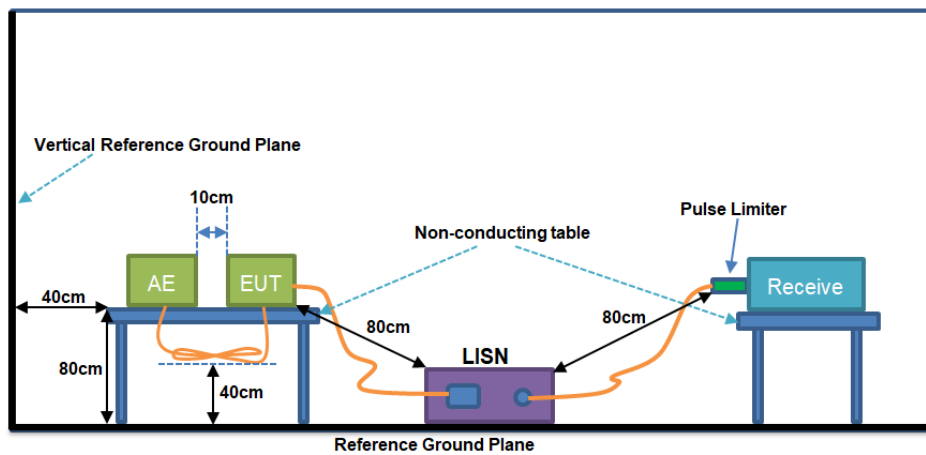 Vertical Reference Ground Plane
10cm
Pulse Limiter
Non-conducting table
AE
EUT
Receive
40cm
80cm
80cm
LISN
80cm
40cm
Reference Ground Plane